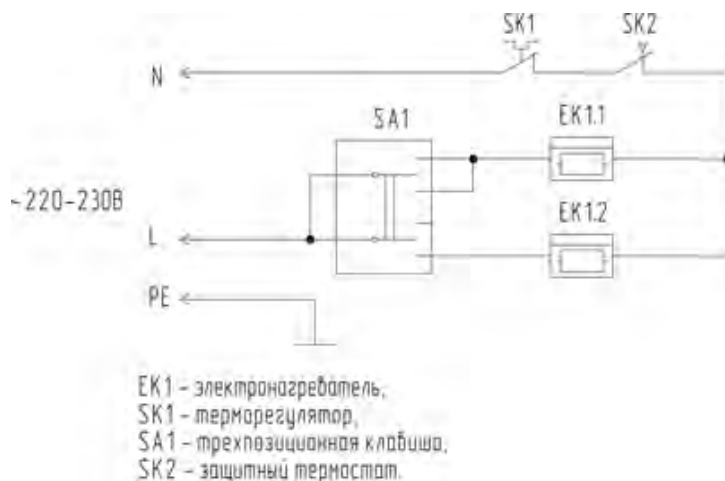 SK1 SK2
N
SA1 EK1.1
~220-230В
EK1.2
L
PE
EK1 - электронагреватель,
SK1 - терморегулятор,
SA1 - трехпозиционная клавиша,
SK2 - защитный термостат.